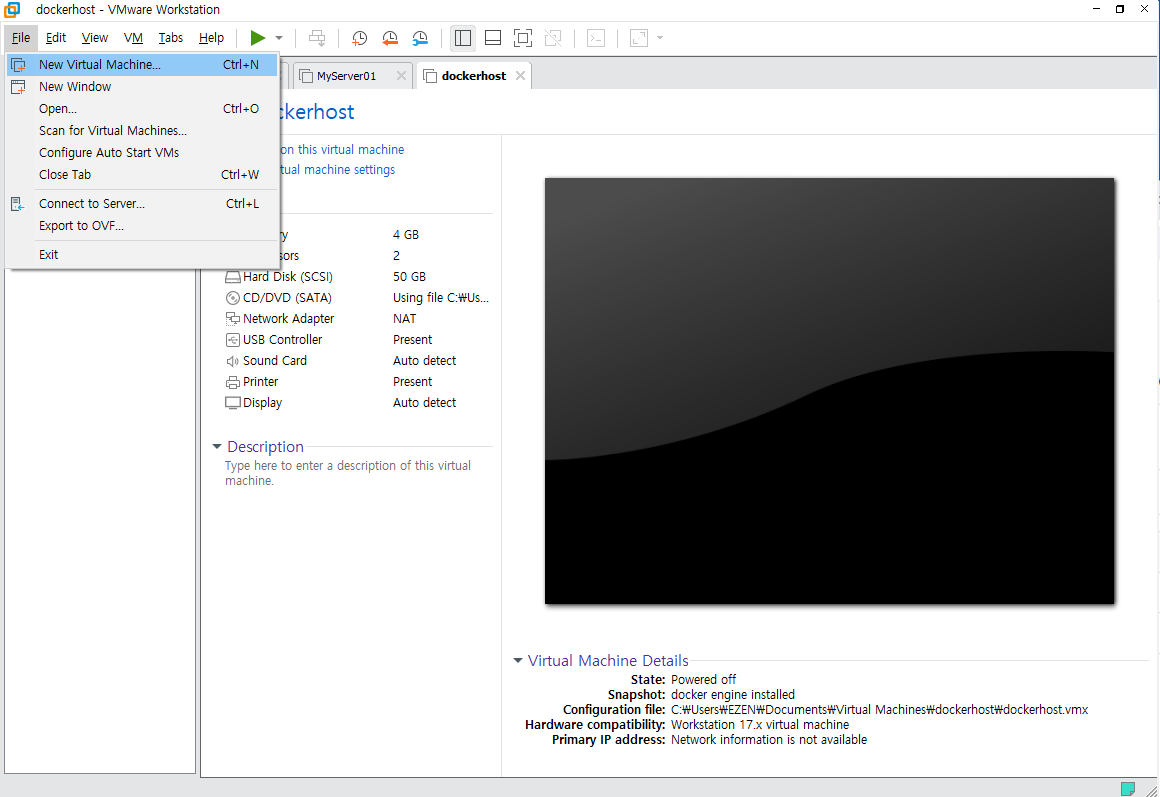 dockerhost - VMware Workstation
File Edit View VM Tabs Help
New Virtual Machine... Ctrl+N
New Window
Open... Ctrl+O
Scan for Virtual Machines...
Configure Auto Start VMs
Close Tab Ctrl+W
Connect to Server... Ctrl+L
Export to OVF...
Exit
MyServer01
dockerhost
ckerhost
on this virtual machine
tual machine settings
ry 4 GB
sors 2
Hard Disk (SCSI) 50 GB
CD/DVD (SATA) Using file C:₩Us...
Network Adapter NAT
USB Controller Present
Sound Card Auto detect
Printer Present
Display Auto detect
Description
Type here to enter a description of this virtual
machine.
Virtual Machine Details
State: Powered off
Snapshot: docker engine installed
Configuration file: C:₩Users₩EZEN₩Documents₩Virtual Machines₩dockerhost₩dockerhost.vmx
Hardware compatibility: Workstation 17.x virtual machine
Primary IP address: Network information is not available